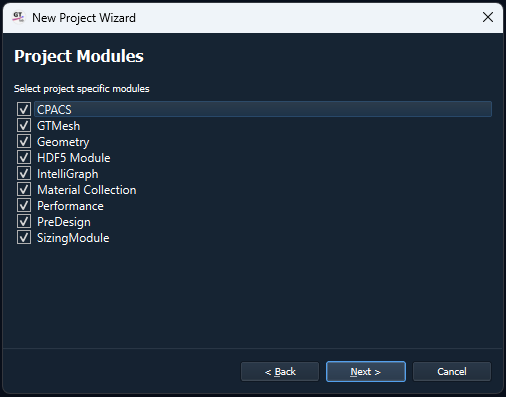 GT
New Project Wizard
Project Modules
Select project specific modules
CPACS
GTMesh
Geometry
HDF5 Module
IntelliGraph
Material Collection
Performance
PreDesign
SizingModule
< Back
Next >
Cancel